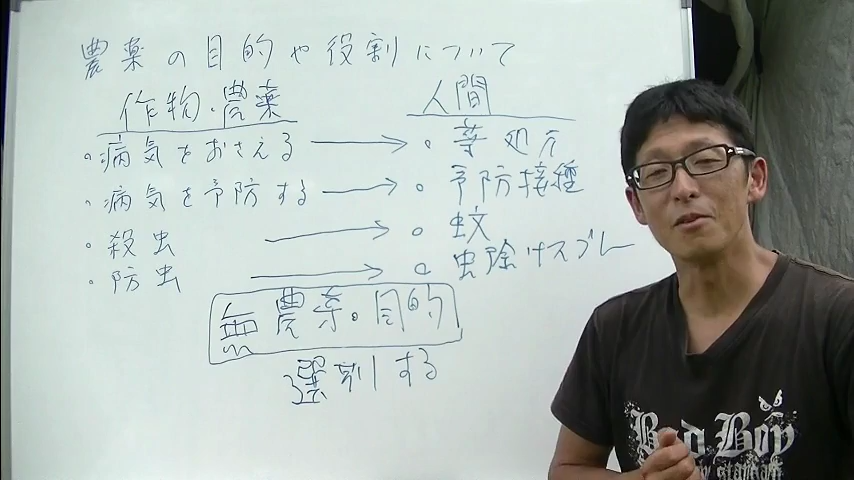 農薬の目的や役割について
作物・農薬 人間
・病気をおさえる → ・薬処方
・病気を予防する → ・予防接種
・殺虫 → ・蚊
・防虫 → ・虫除けスプレー
無農薬・目的
選別する
Bad Boy